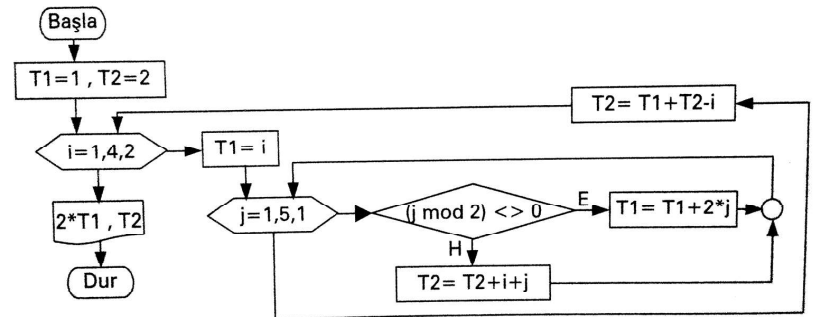 Başla
T1=1 , T2=2
T2= T1+T2-i
i=1,4,2
T1= i
2*T1 , T2
j=1,5,1
(j mod 2) <> 0
E
T1= T1+2*j
H
T2= T2+i+j
Dur